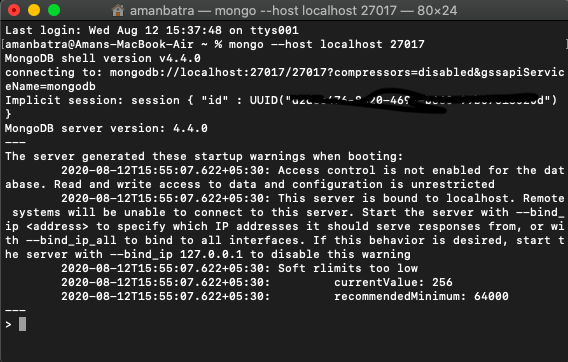 amanbatra — mongo --host localhost 27017 — 80×24
Last login: Wed Aug 12 15:37:48 on ttys001
[amanbatra@Amans-MacBook-Air ~ % mongo --host localhost 27017
MongoDB shell version v4.4.0
connecting to: mongodb://localhost:27017/27017?compressors=disabled&gssapiServic
eName=mongodb
Implicit session: session { "id" : UUID(" ")
}
MongoDB server version: 4.4.0
---
The server generated these startup warnings when booting:
2020-08-12T15:55:07.622+05:30: Access control is not enabled for the dat
abase. Read and write access to data and configuration is unrestricted
2020-08-12T15:55:07.622+05:30: This server is bound to localhost. Remote
systems will be unable to connect to this server. Start the server with --bind_
ip <address> to specify which IP addresses it should serve responses from, or wi
th --bind_ip_all to bind to all interfaces. If this behavior is desired, start t
he server with --bind_ip 127.0.0.1 to disable this warning
2020-08-12T15:55:07.622+05:30: Soft rlimits too low
2020-08-12T15:55:07.622+05:30: currentValue: 256
2020-08-12T15:55:07.622+05:30: recommendedMinimum: 64000
---
>